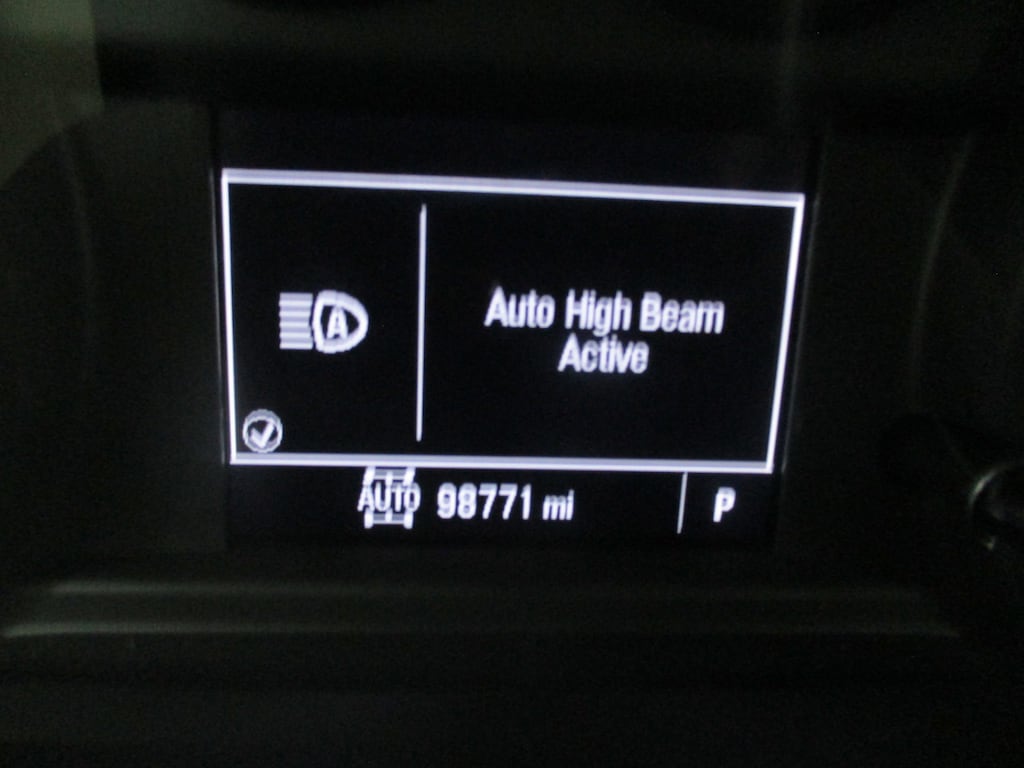 A
Auto High Beam
Active
AUTO 98771 mi P